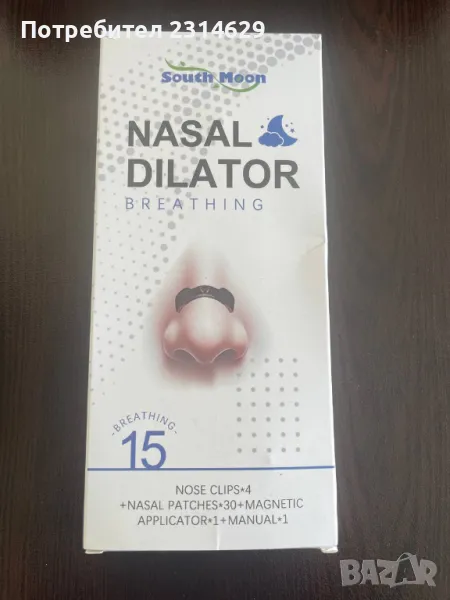 Потребител 2314629
South Moon
NASAL
DILATOR
BREATHING
-BREATHING-
15
NOSE CLIPS*4
+NASAL PATCHES*30+MAGNETIC
APPLICATOR*1+MANUAL*1
BAZAR